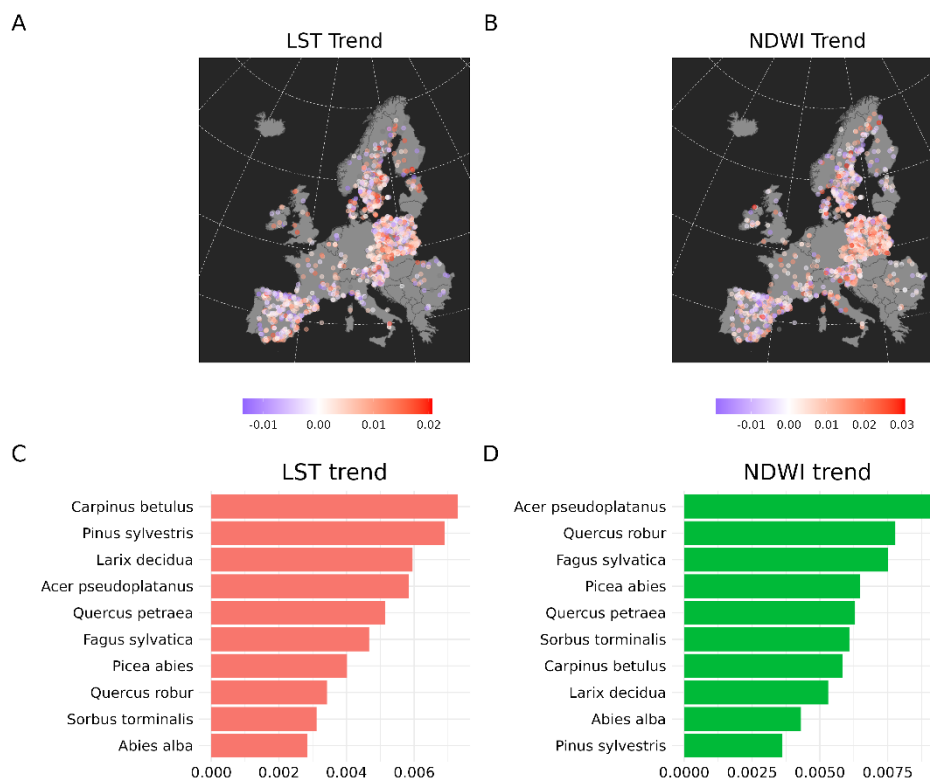 A
LST Trend
-0.01 0.00 0.01 0.02
B
NDWI Trend
-0.01 0.00 0.01 0.02 0.03
C
LST trend
Carpinus betulus
Pinus sylvestris
Larix decidua
Acer pseudoplatanus
Quercus petraea
Fagus sylvatica
Picea abies
Quercus robur
Sorbus torminalis
Abies alba
0.000 0.002 0.004 0.006
D
NDWI trend
Acer pseudoplatanus
Quercus robur
Fagus sylvatica
Picea abies
Quercus petraea
Sorbus torminalis
Carpinus betulus
Larix decidua
Abies alba
Pinus sylvestris
0.0000 0.0025 0.0050 0.0075